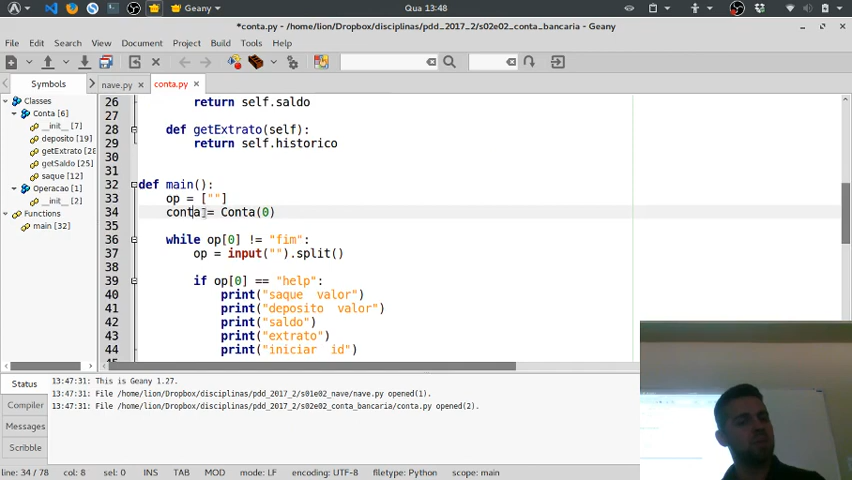 Geany
Qua 13:48
*conta.py - /home/lion/Dropbox/disciplinas/pdd_2017_2/s02e02_conta_bancaria - Geany
File Edit Search View Document Project Build Tools Help
Symbols
nave.py
conta.py
Classes
Conta [6]
__init__ [7]
deposito [19]
getExtrato [28
getSaldo [25]
saque [12]
Operacao [1]
__init__ [2]
Functions
main [32]
26 return self.saldo
27
28 def getExtrato(self):
29 return self.historico
30
31
32 def main():
33 op = [""]
34 conta = Conta(0)
35
36 while op[0] != "fim":
37 op = input("").split()
38
39 if op[0] == "help":
40 print("saque  valor")
41 print("deposito  valor")
42 print("saldo")
43 print("extrato")
44 print("iniciar  id")
Status
Compiler
Messages
Scribble
13:47:31: This is Geany 1.27.
13:47:31: File /home/lion/Dropbox/disciplinas/pdd_2017_2/s01e02_nave/nave.py opened(1).
13:47:31: File /home/lion/Dropbox/disciplinas/pdd_2017_2/s02e02_conta_bancaria/conta.py opened(2).
line: 34 / 78 col: 8 sel: 0 INS TAB MOD mode: LF encoding: UTF-8 filetype: Python scope: main